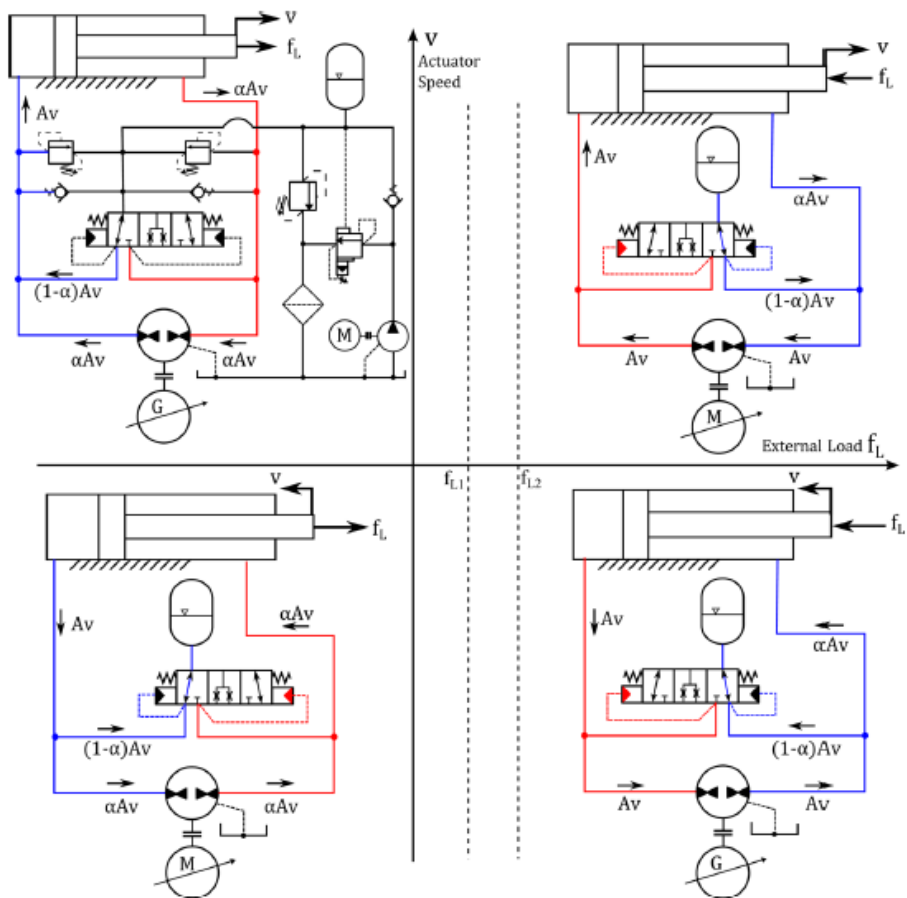 v
f_L
αAv
Av
(1-α)Av
αAv
αAv
M
G
v
Actuator
Speed
v
f_L
Av
αAv
(1-α)Av
Av
Av
M
External Load f_L
f_L1
f_L2
v
f_L
Av
αAv
(1-α)Av
αAv
αAv
M
v
f_L
Av
αAv
(1-α)Av
Av
Av
G